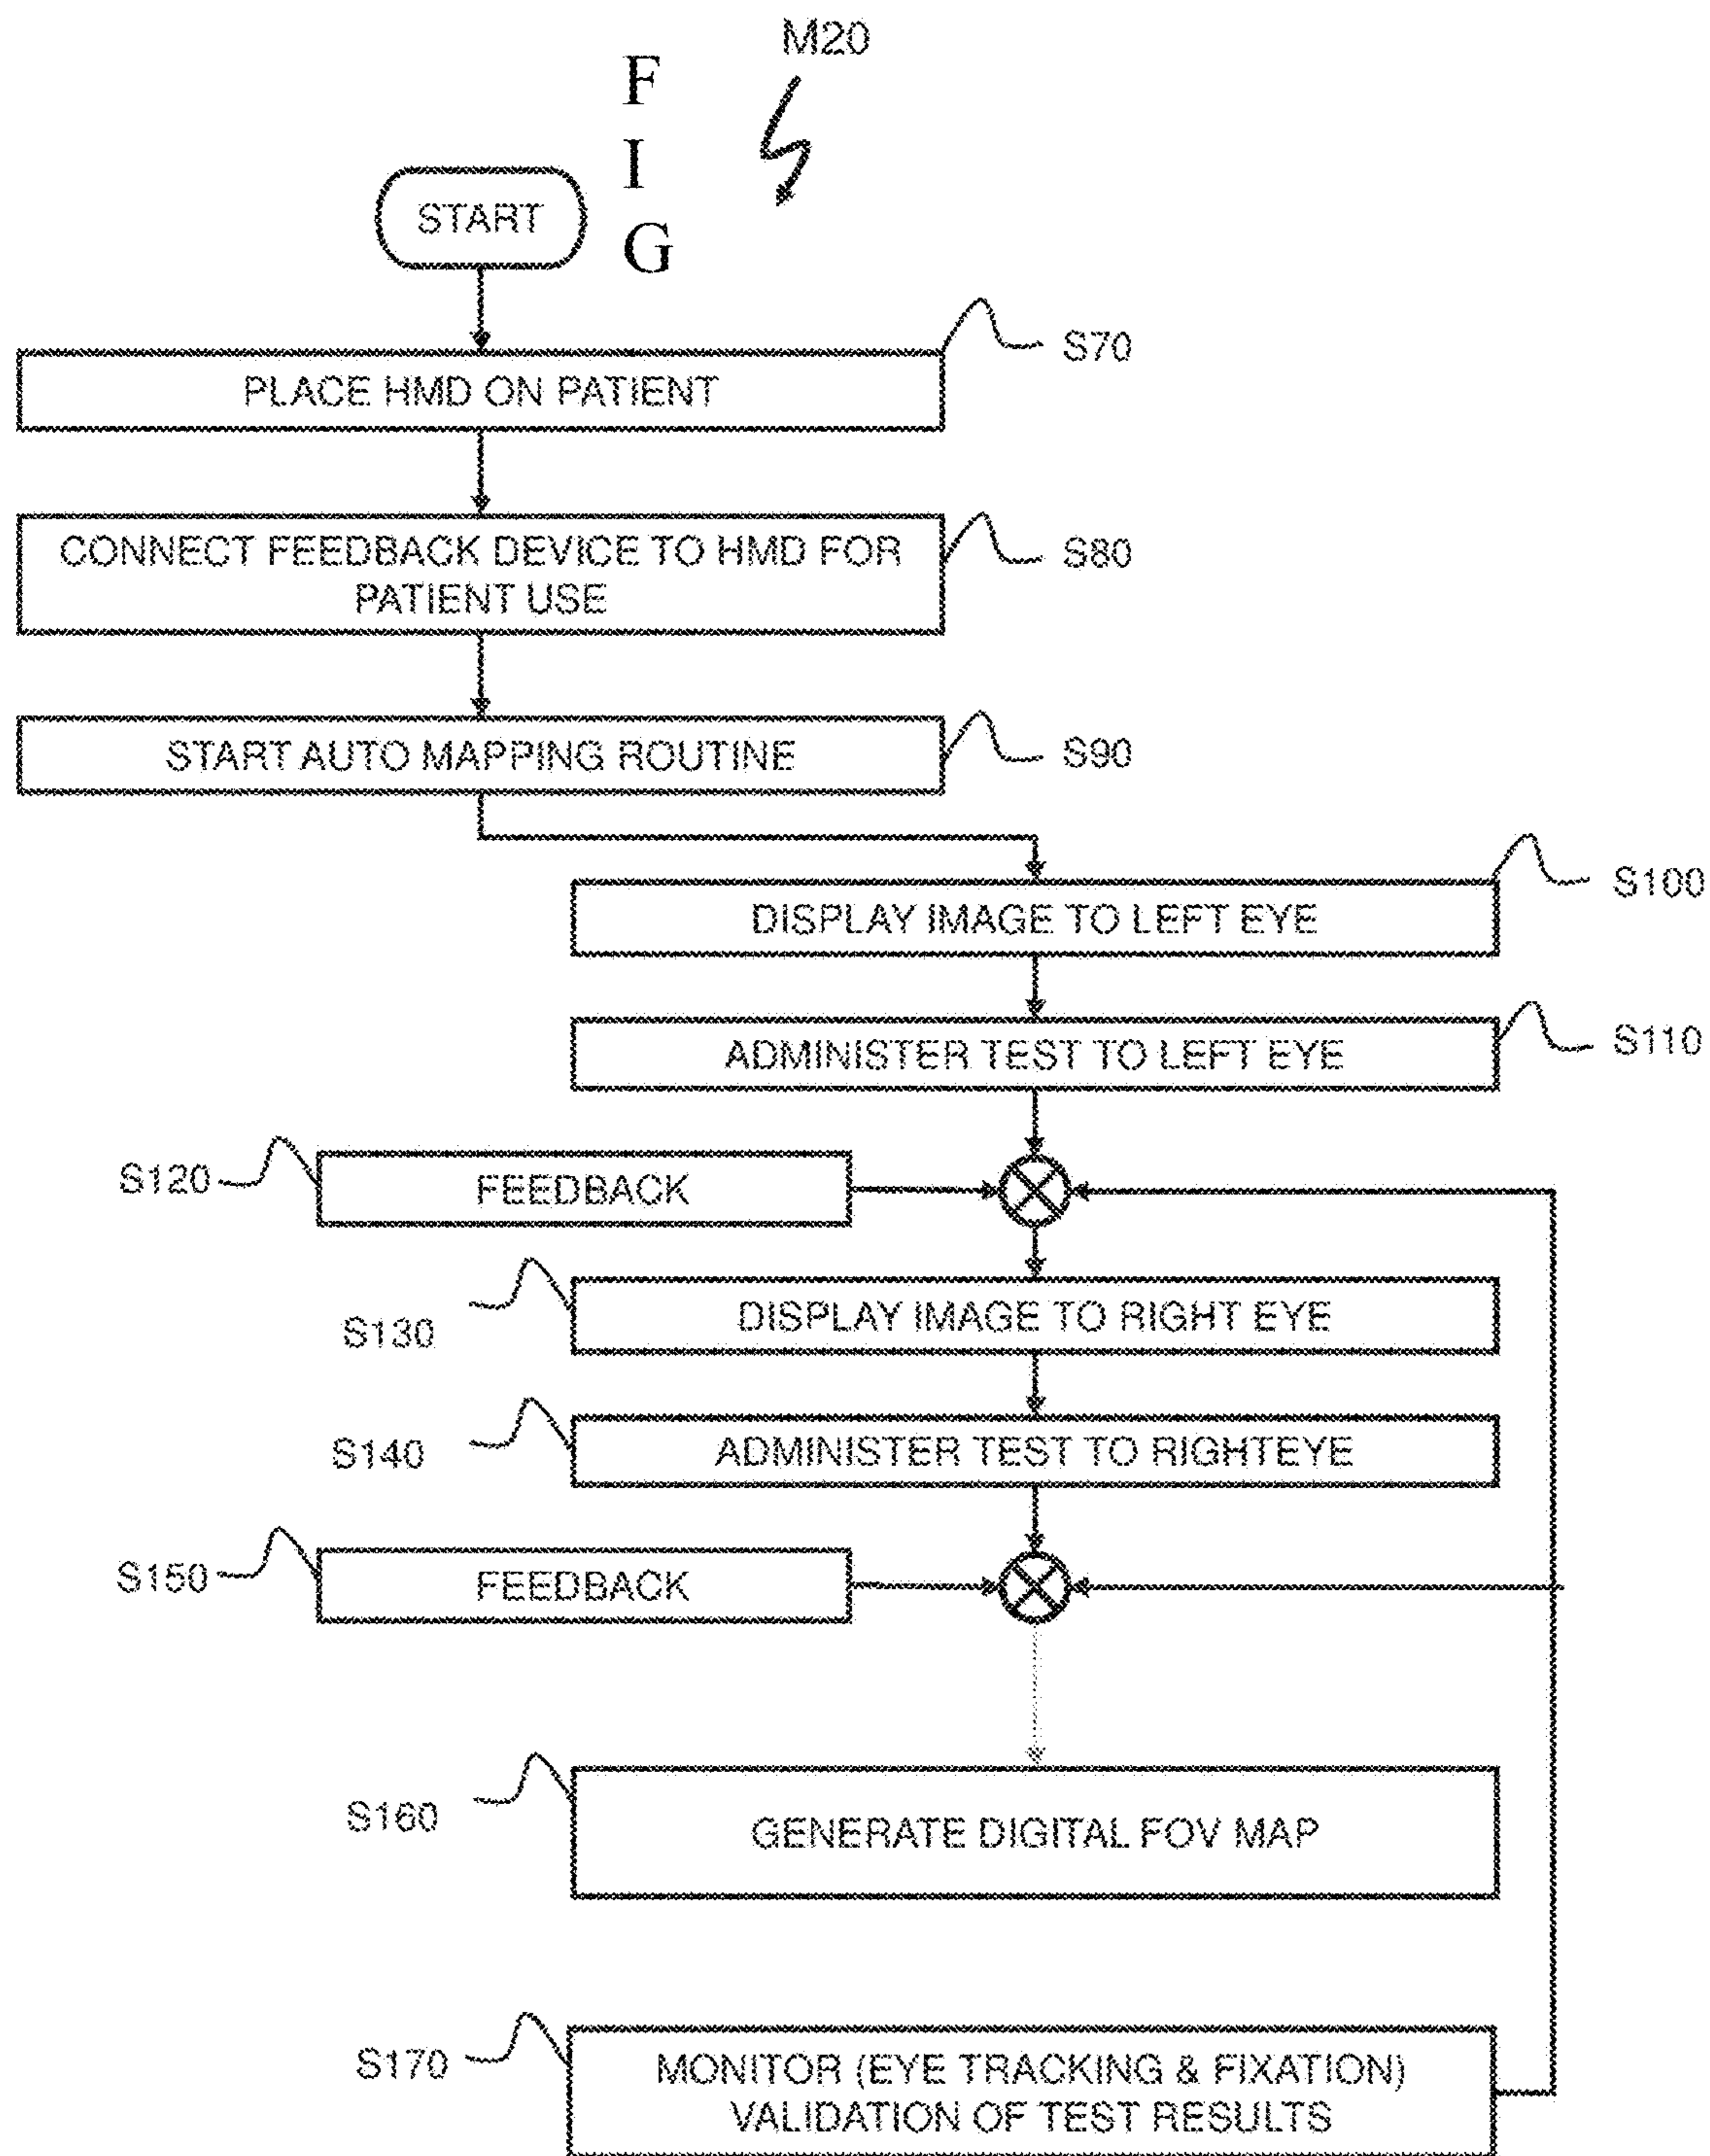 M20
F
I
G
START
S70
PLACE HMD ON PATIENT
CONNECT FEEDBACK DEVICE TO HMD FOR
PATIENT USE
S80
START AUTO MAPPING ROUTINE
S90
S100
DISPLAY IMAGE TO LEFT EYE
ADMINISTER TEST TO LEFT EYE
S110
S120
FEEDBACK
DISPLAY IMAGE TO RIGHT EYE
S130
ADMINISTER TEST TO RIGHTEYE
S140
S150
FEEDBACK
S160
GENERATE DIGITAL FOV MAP
S170
MONITOR (EYE TRACKING & FIXATION)
VALIDATION OF TEST RESULTS